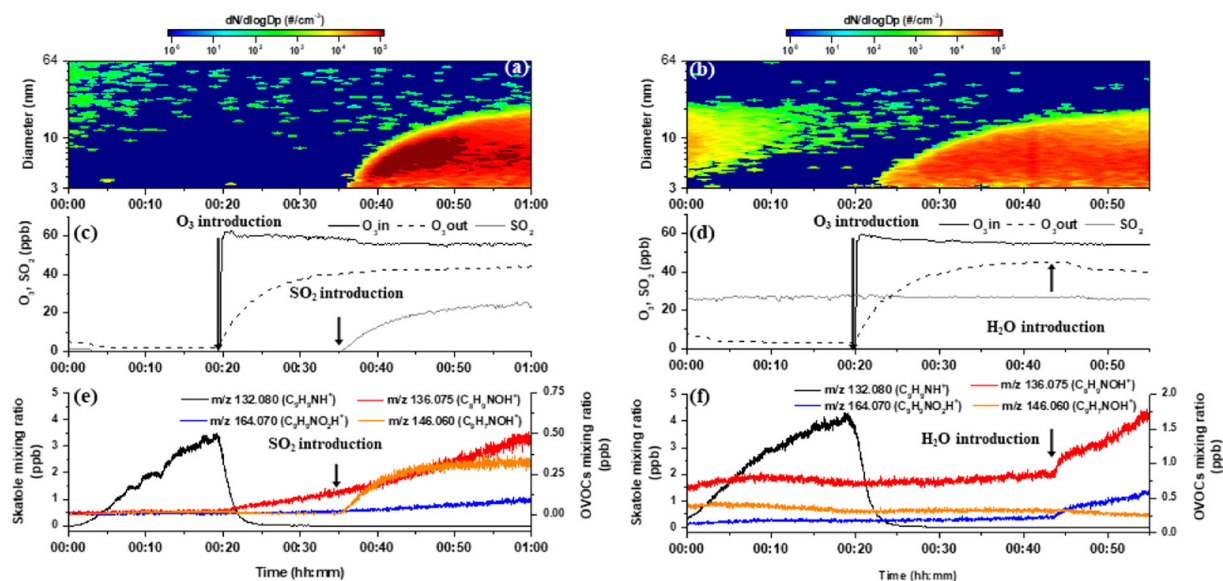 dN/dlogDp (#/cm⁻³)
10⁰ 10¹ 10² 10³ 10⁴ 10⁵
(a)
Diameter (nm)
64
10
3
00:00 00:10 00:20 00:30 00:40 00:50 01:00
dN/dlogDp (#/cm⁻³)
10⁰ 10¹ 10² 10³ 10⁴ 10⁵
(b)
Diameter (nm)
64
10
3
00:00 00:10 00:20 00:30 00:40 00:50
(c)
O₃ introduction
O₃in O₃out SO₂
O₃, SO₂ (ppb)
60
40
20
0
SO₂ introduction
00:00 00:10 00:20 00:30 00:40 00:50 01:00
(d)
O₃ introduction
O₃in O₃out SO₂
O₃, SO₂ (ppb)
60
40
20
0
H₂O introduction
00:00 00:10 00:20 00:30 00:40 00:50
(e)
m/z 132.080 (C₉H₉NH⁺) m/z 136.075 (C₈H₉NOH⁺)
m/z 164.070 (C₉H₉NO₂H⁺) m/z 146.060 (C₉H₇NOH⁺)
SO₂ introduction
Skatole mixing ratio
(ppb)
5
4
3
2
1
0
0.75
0.50
0.25
0.00
OVOCs mixing ratio
(ppb)
00:00 00:10 00:20 00:30 00:40 00:50 01:00
Time (hh:mm)
(f)
m/z 132.080 (C₉H₉NH⁺) m/z 136.075 (C₈H₉NOH⁺)
m/z 164.070 (C₉H₉NO₂H⁺) m/z 146.060 (C₉H₇NOH⁺)
H₂O introduction
Skatole mixing ratio
(ppb)
5
4
3
2
1
0
2.0
1.5
1.0
0.5
0.0
OVOCs mixing ratio
(ppb)
00:00 00:10 00:20 00:30 00:40 00:50
Time (hh:mm)